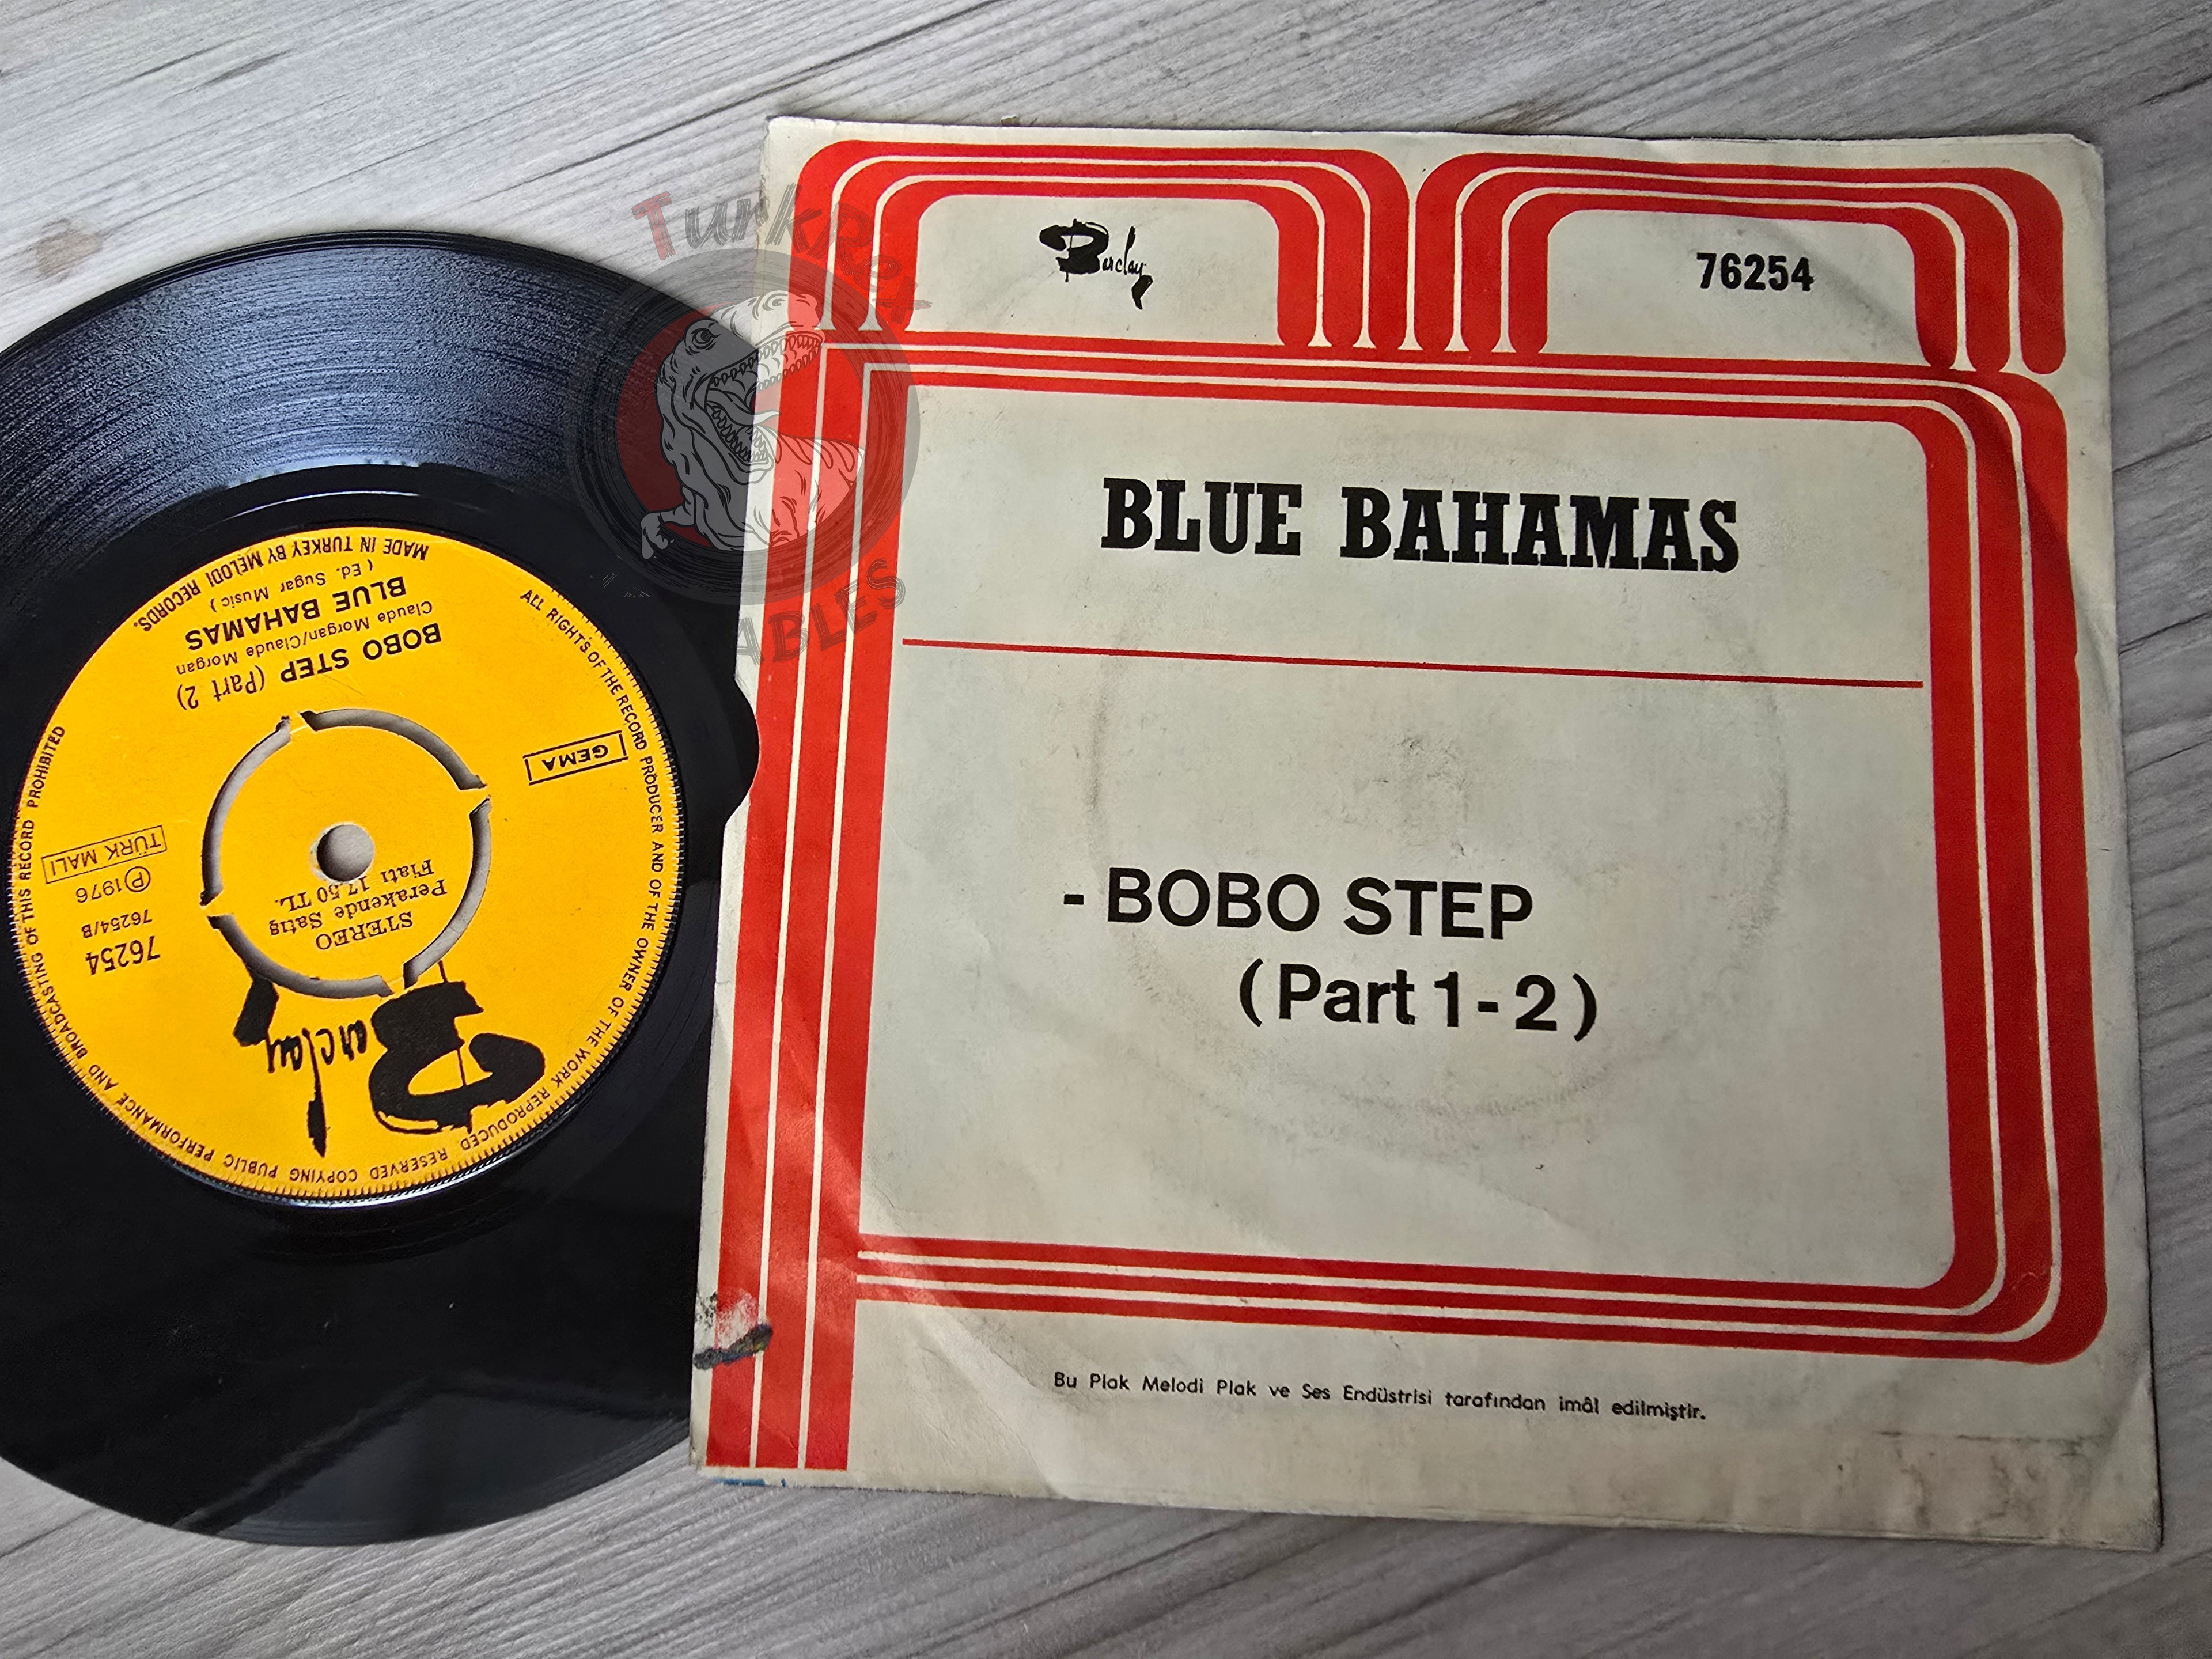 TurkRex
TABLES
Barclay
76254
BLUE BAHAMAS
- BOBO STEP
( Part 1 - 2 )
Bu Plak Melodi Plak ve Ses Endüstrisi tarafından imâl edilmiştir.
Barclay
STEREO
Perakende Satış
Fiatı 17.50 TL.
76254
76254/B
Ⓟ1976
TÜRK MALI
GEMA
BOBO STEP (Part 2)
Claude Morgan/Claude Morgan
BLUE BAHAMAS
( Ed. Sugar Music )
MADE IN TURKEY BY MELODİ RECORDS.
ALL RIGHTS OF THE RECORD PRODUCER AND OF THE OWNER OF THE WORK REPRODUCED RESERVED COPYING PUBLIC PERFORMANCE AND BROADCASTING OF THIS RECORD PROHIBITED